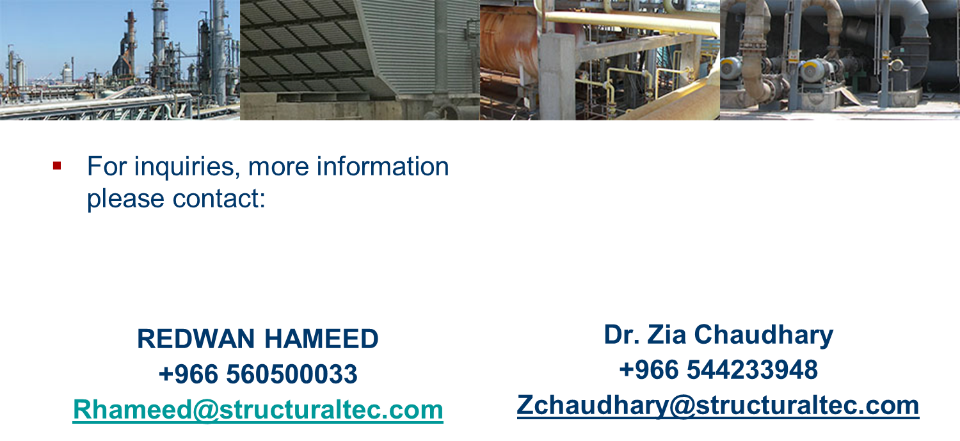 For inquiries, more information
please contact:
REDWAN HAMEED
+966 560500033
Rhameed@structuraltec.com
Dr. Zia Chaudhary
+966 544233948
Zchaudhary@structuraltec.com